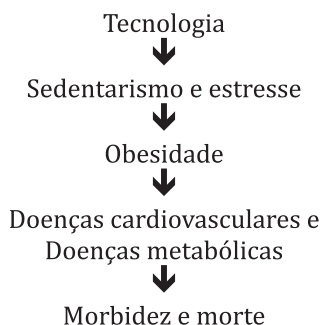 Tecnologia
Sedentarismo e estresse
Obesidade
Doenças cardiovasculares e
Doenças metabólicas
Morbidez e morte